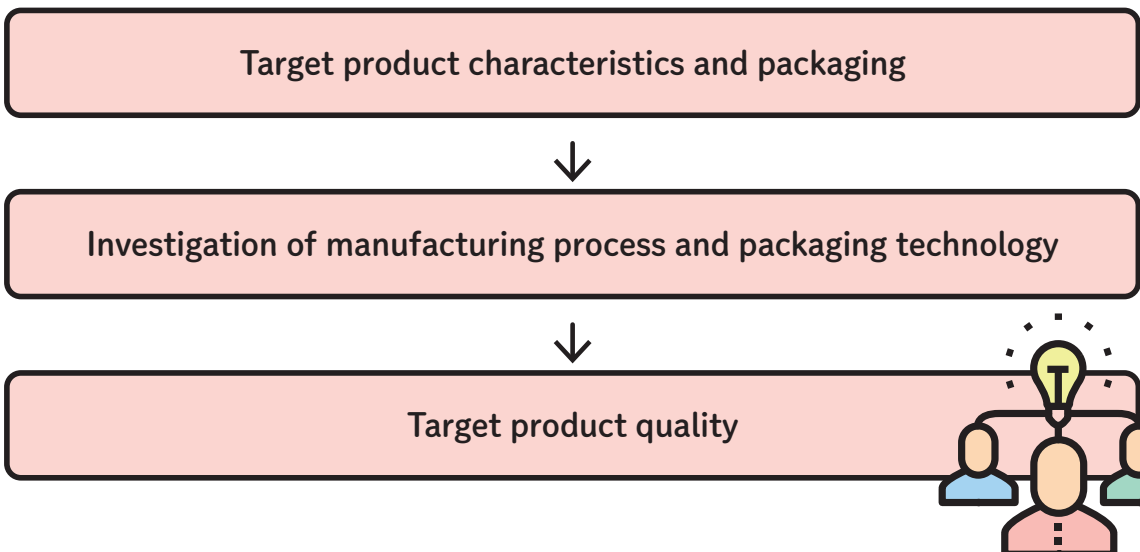 Target product characteristics and packaging
Investigation of manufacturing process and packaging technology
Target product quality